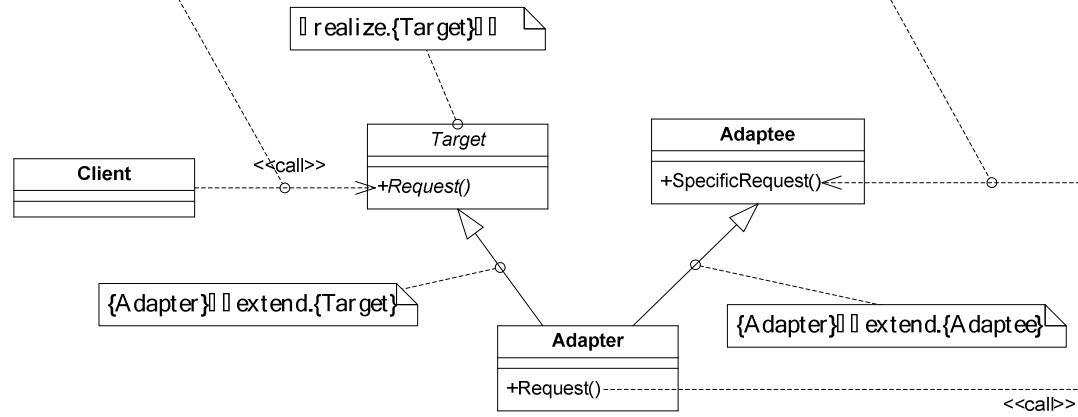 realize.{Target}
Target
+Request()
<<call>>
Client
Adaptee
+SpecificRequest()
{Adapter} extend.{Target}
{Adapter} extend.{Adaptee}
Adapter
+Request()
<<call>>